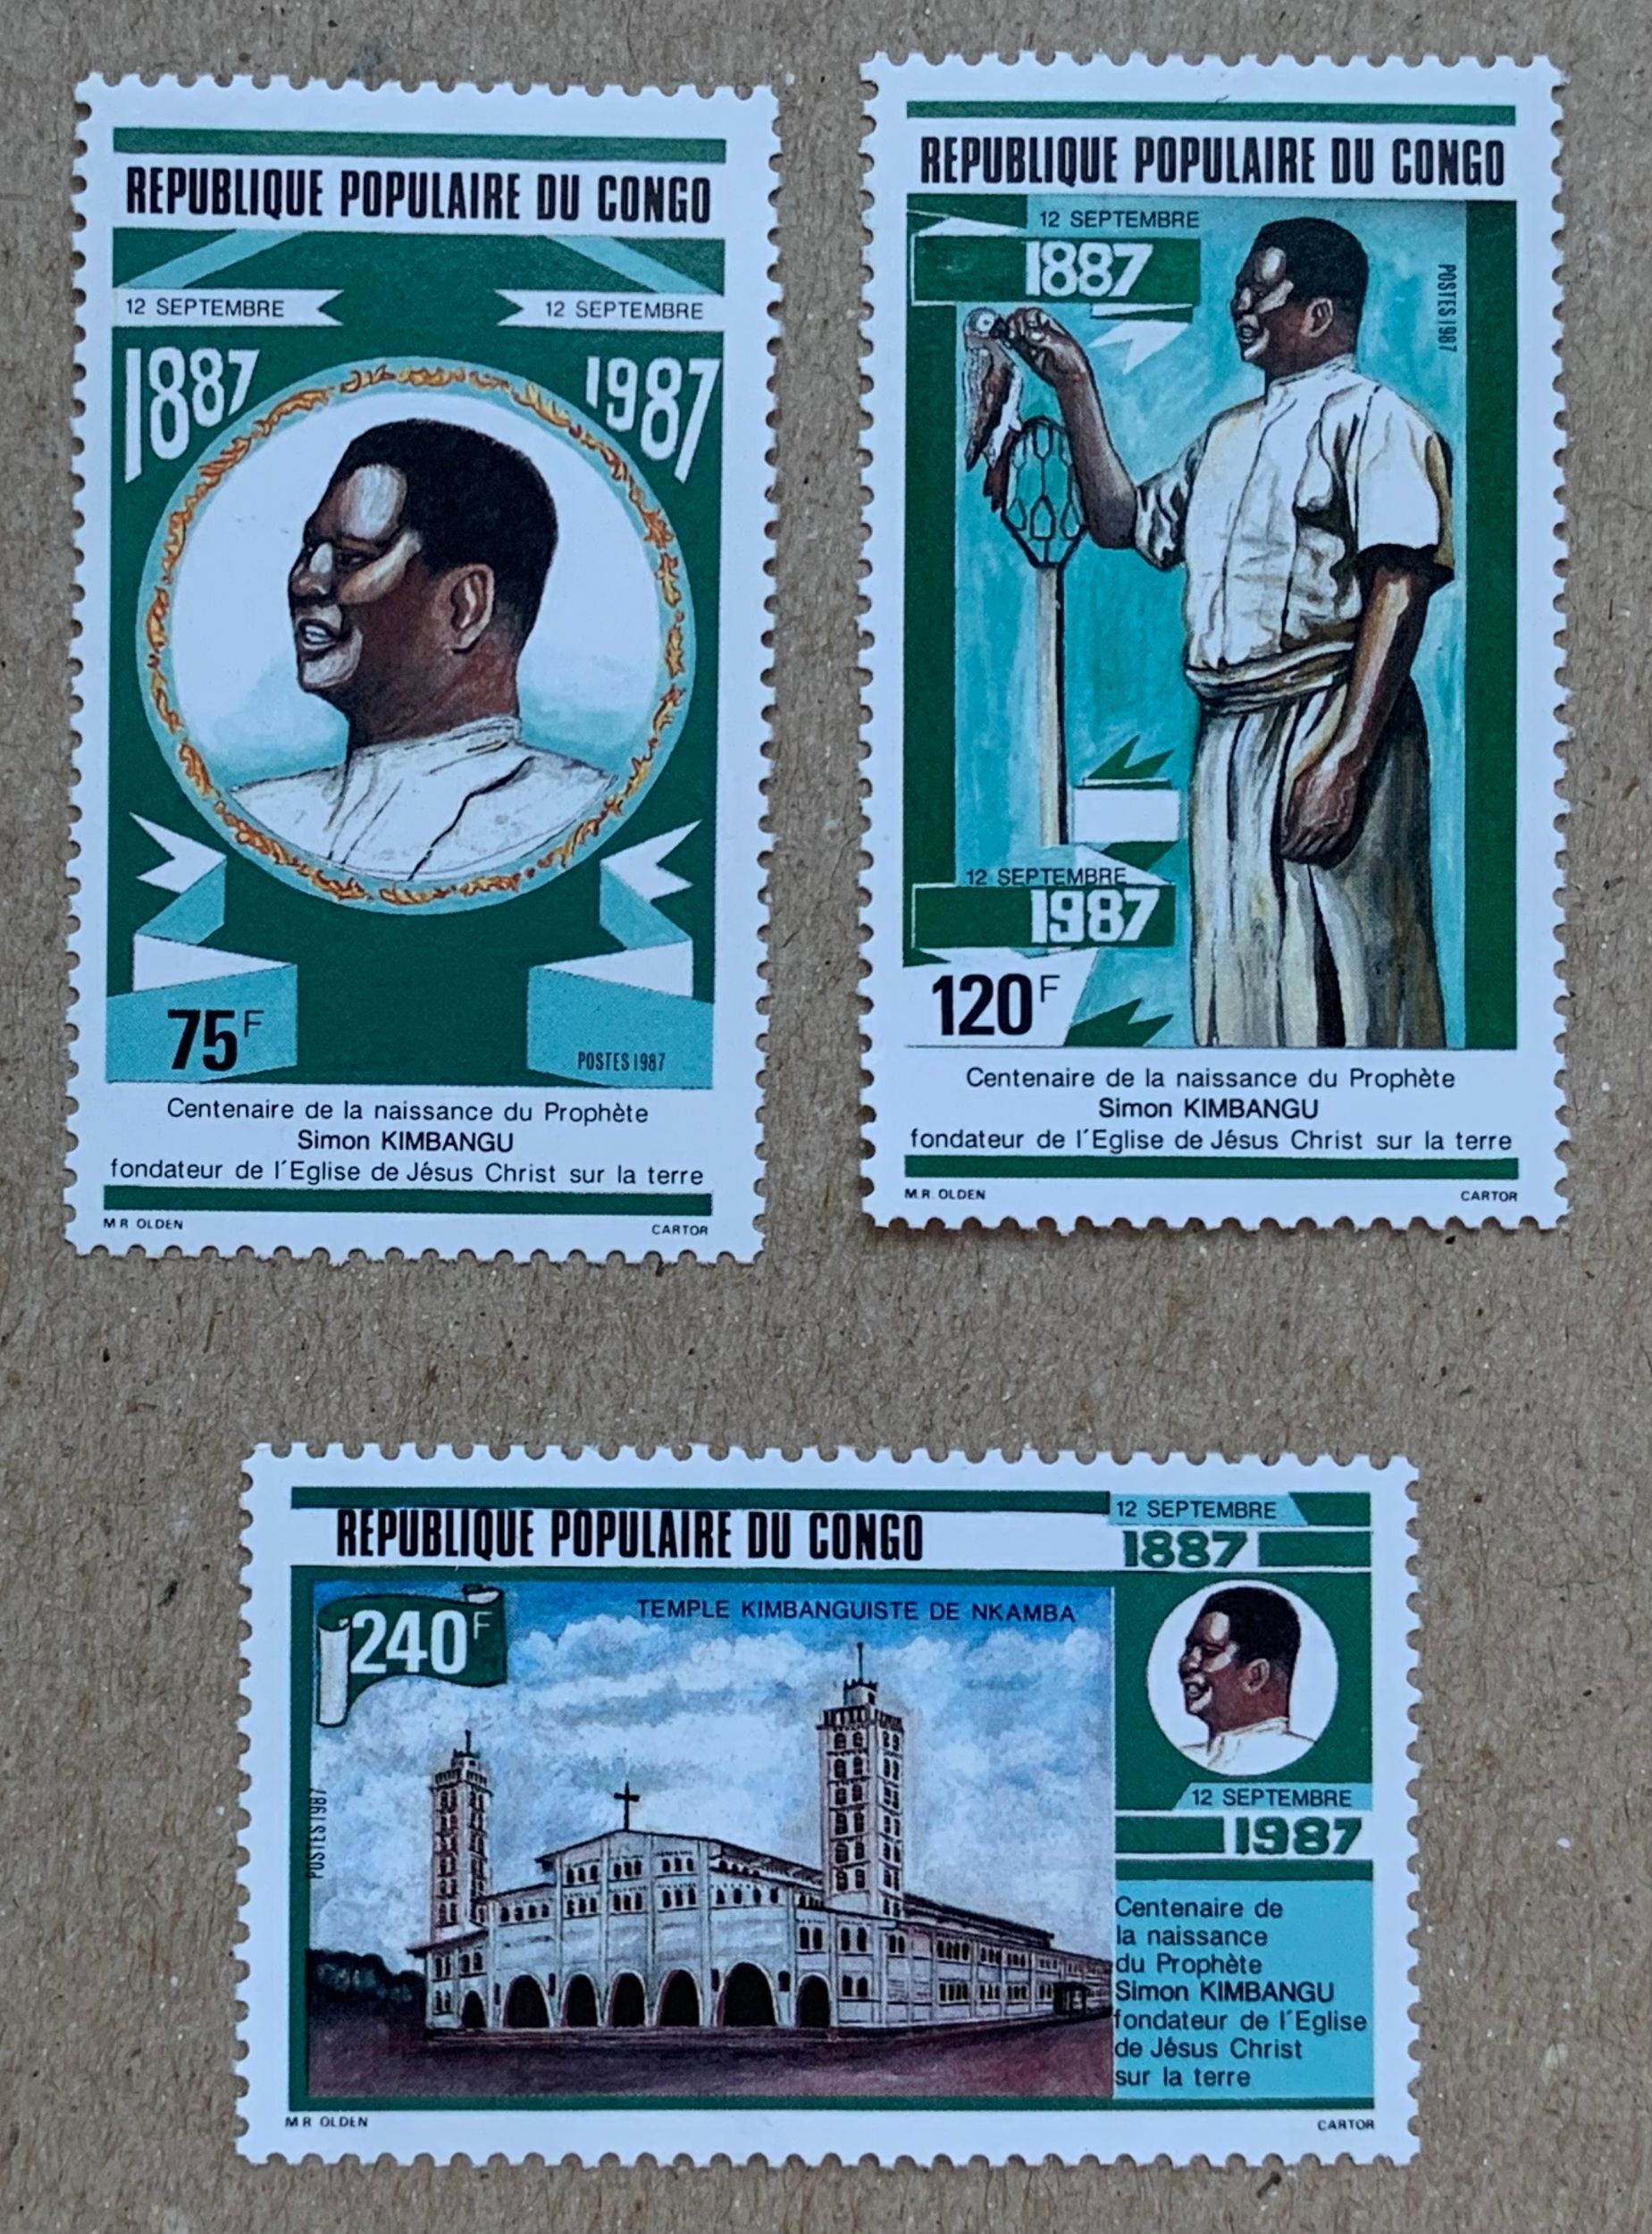 REPUBLIQUE POPULAIRE DU CONGO
12 SEPTEMBRE 12 SEPTEMBRE
1887 1987
75F
POSTES 1987
Centenaire de la naissance du Prophète
Simon KIMBANGU
fondateur de l'Eglise de Jésus Christ sur la terre
M R OLDEN CARTOR
REPUBLIQUE POPULAIRE DU CONGO
12 SEPTEMBRE
1887
POSTES 1987
12 SEPTEMBRE
1987
120F
Centenaire de la naissance du Prophète
Simon KIMBANGU
fondateur de l'Eglise de Jésus Christ sur la terre
M.R. OLDEN CARTOR
REPUBLIQUE POPULAIRE DU CONGO
12 SEPTEMBRE
1887
240F
TEMPLE KIMBANGUISTE DE NKAMBA
POSTES 1987
12 SEPTEMBRE
1987
Centenaire de
la naissance
du Prophète
Simon KIMBANGU
fondateur de l'Eglise
de Jésus Christ
sur la terre
M R OLDEN CARTOR